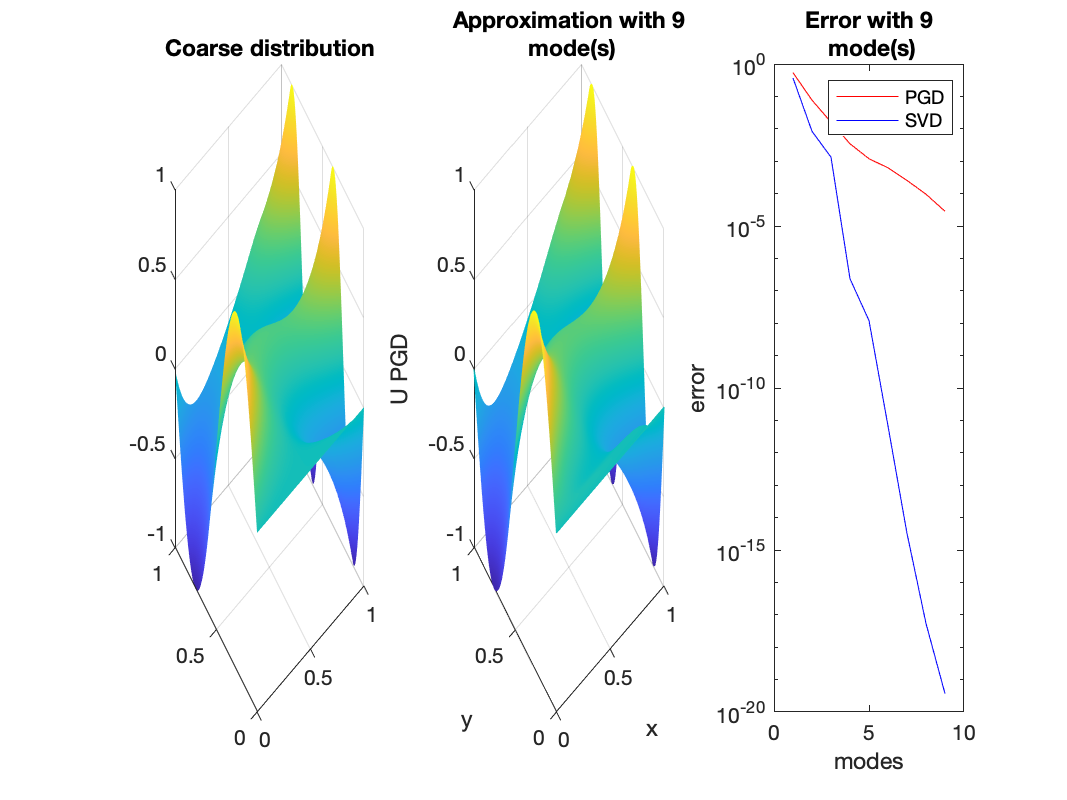 Coarse distribution
1
0.5
0
-0.5
-1
1
0.5
0
0
0.5
1
Approximation with 9
mode(s)
U PGD
1
0.5
0
-0.5
-1
1
0.5
0
0
0.5
1
y
x
Error with 9
mode(s)
PGD
SVD
error
10^0
10^-5
10^-10
10^-15
10^-20
0
5
10
modes